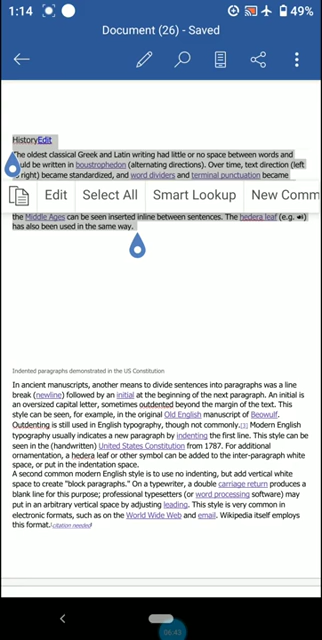 1:14
49%
Document (26) - Saved
HistoryEdit
The oldest classical Greek and Latin writing had little or no space between words and
could be written in boustrophedon (alternating directions). Over time, text direction (left
to right) became standardized, and word dividers and terminal punctuation became
Edit Select All Smart Lookup New Comm
the Middle Ages can be seen inserted inline between sentences. The hedera leaf (e.g. ☙)
has also been used in the same way.
Indented paragraphs demonstrated in the US Constitution
In ancient manuscripts, another means to divide sentences into paragraphs was a line
break (newline) followed by an initial at the beginning of the next paragraph. An initial is
an oversized capital letter, sometimes outdented beyond the margin of the text. This
style can be seen, for example, in the original Old English manuscript of Beowulf.
Outdenting is still used in English typography, though not commonly.[3] Modern English
typography usually indicates a new paragraph by indenting the first line. This style can be
seen in the (handwritten) United States Constitution from 1787. For additional
ornamentation, a hedera leaf or other symbol can be added to the inter-paragraph white
space, or put in the indentation space.
A second common modern English style is to use no indenting, but add vertical white
space to create "block paragraphs." On a typewriter, a double carriage return produces a
blank line for this purpose; professional typesetters (or word processing software) may
put in an arbitrary vertical space by adjusting leading. This style is very common in
electronic formats, such as on the World Wide Web and email. Wikipedia itself employs
this format.[citation needed]
06:43